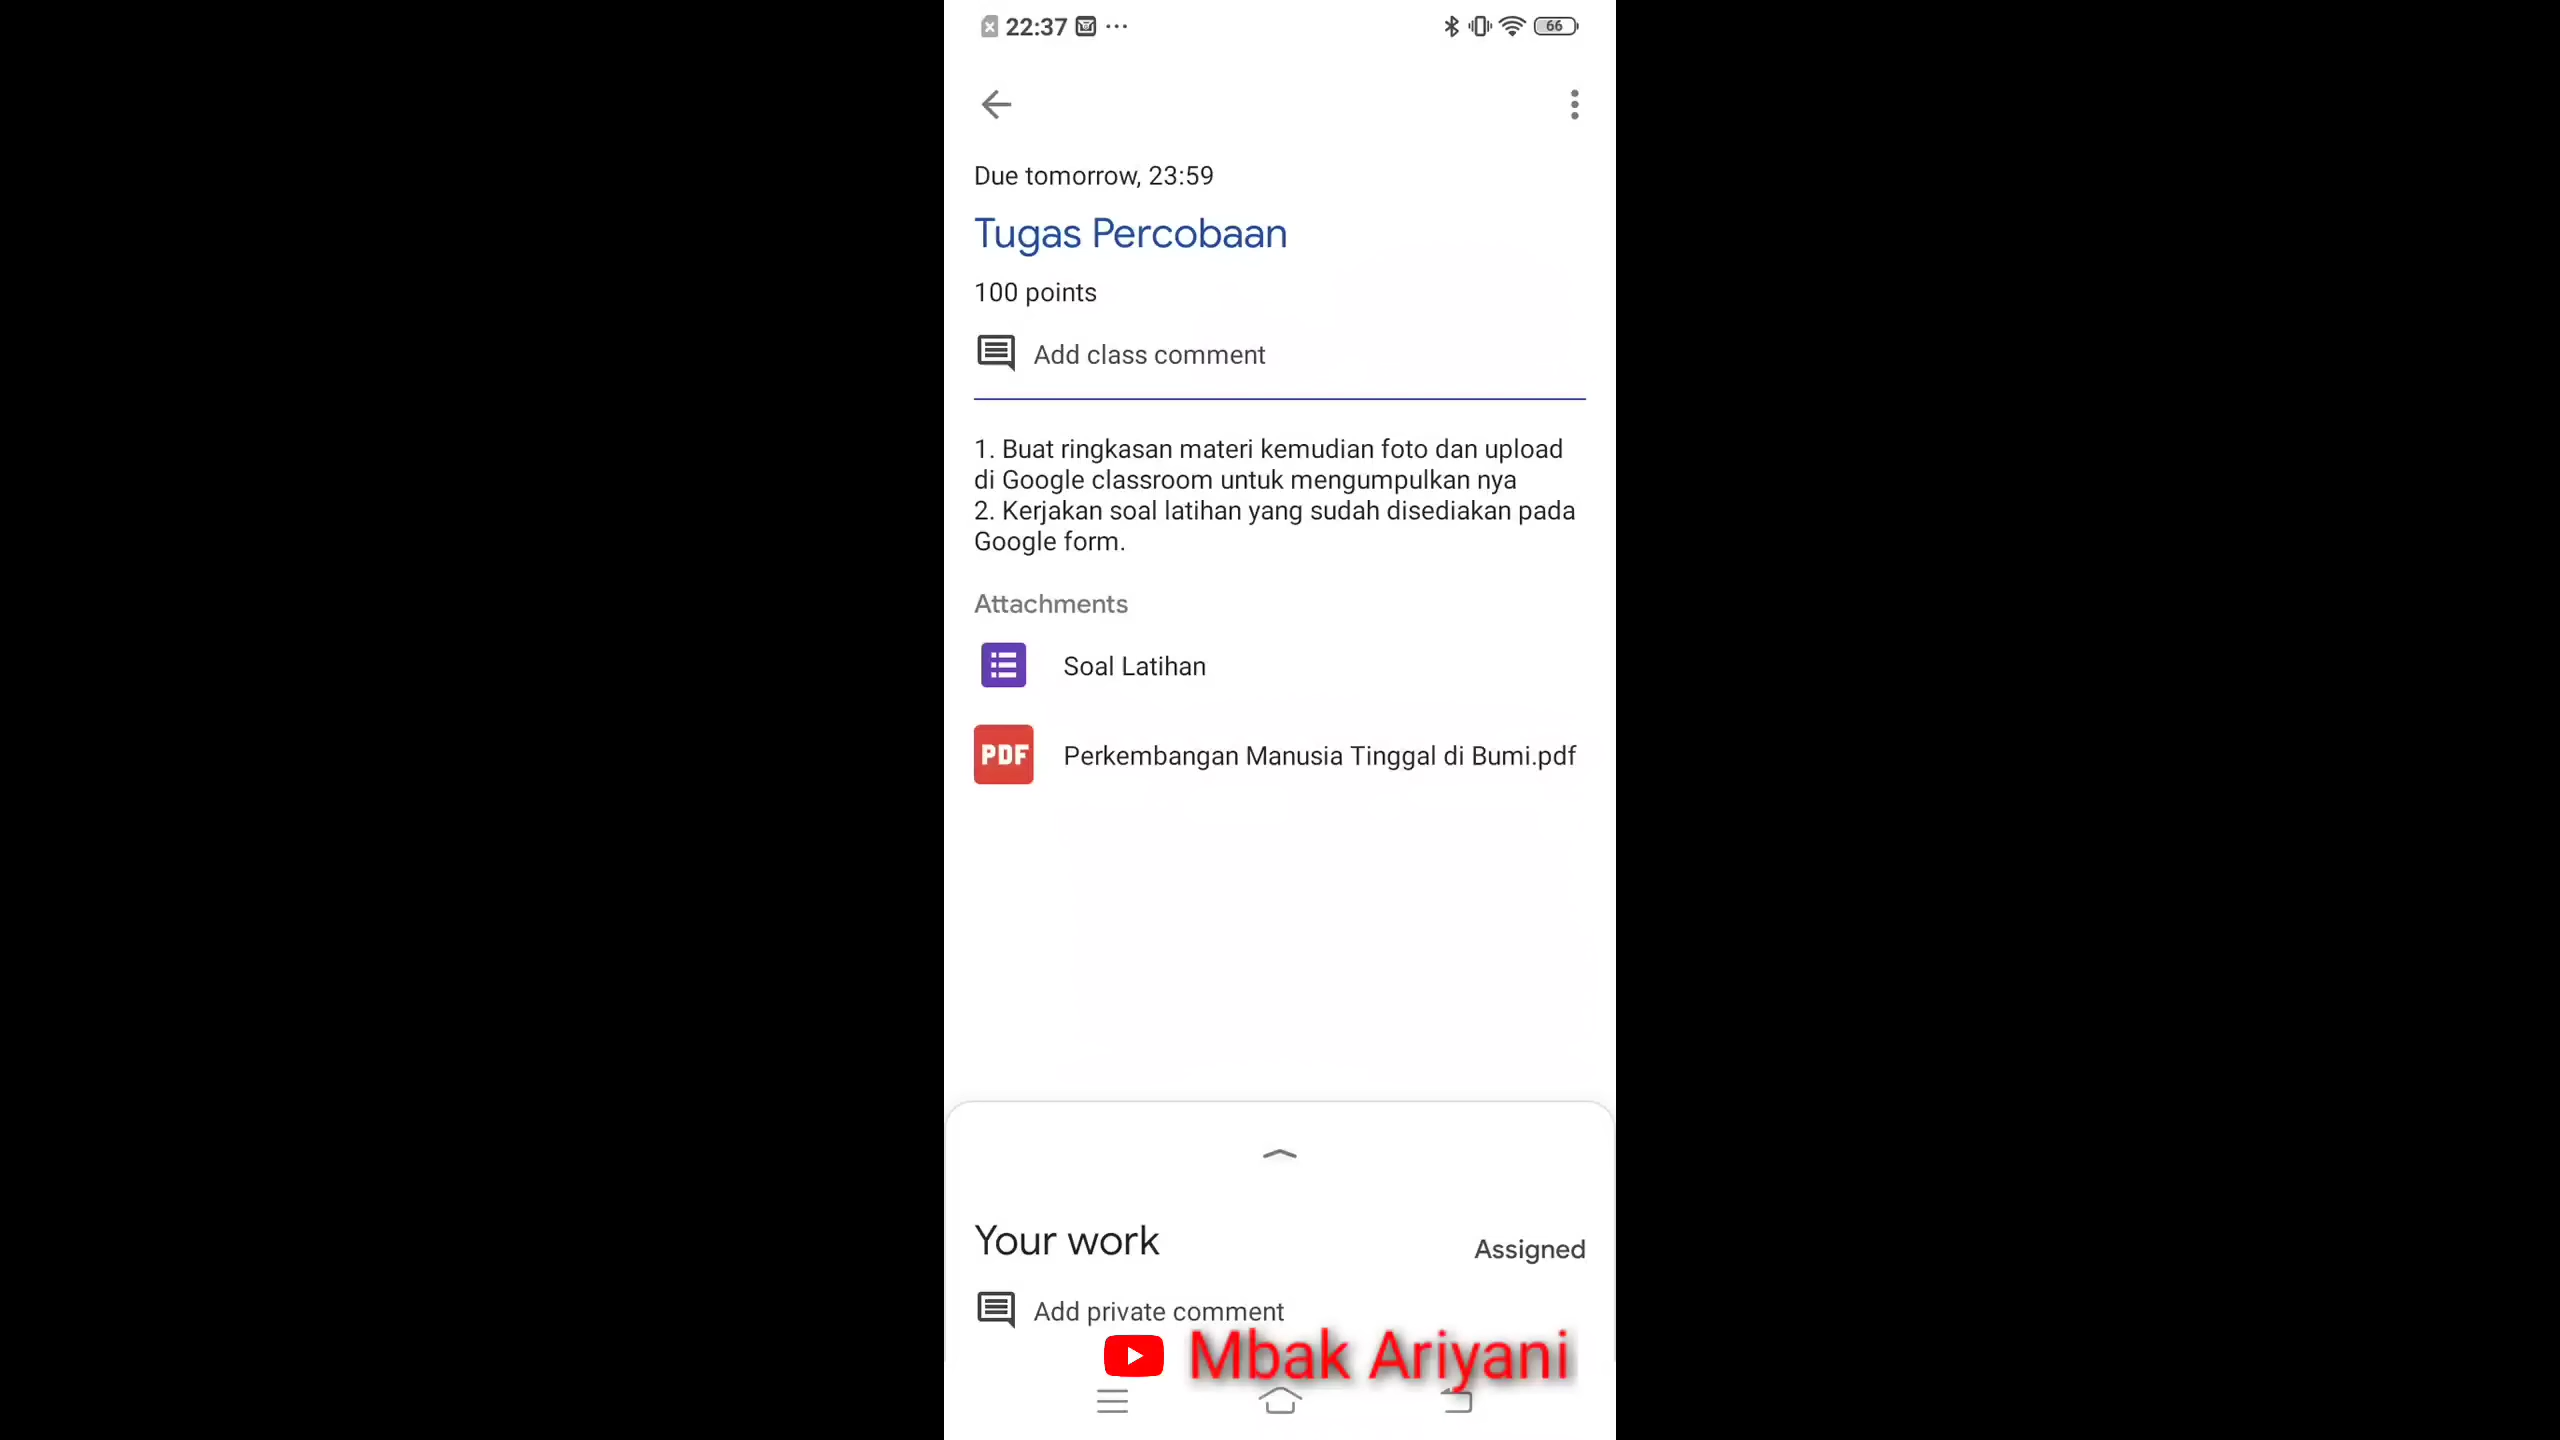 22:37
66
Due tomorrow, 23:59
Tugas Percobaan
100 points
Add class comment
1. Buat ringkasan materi kemudian foto dan upload
di Google classroom untuk mengumpulkan nya
2. Kerjakan soal latihan yang sudah disediakan pada
Google form.
Attachments
Soal Latihan
PDF Perkembangan Manusia Tinggal di Bumi.pdf
Your work
Assigned
Add private comment
Mbak Ariyani